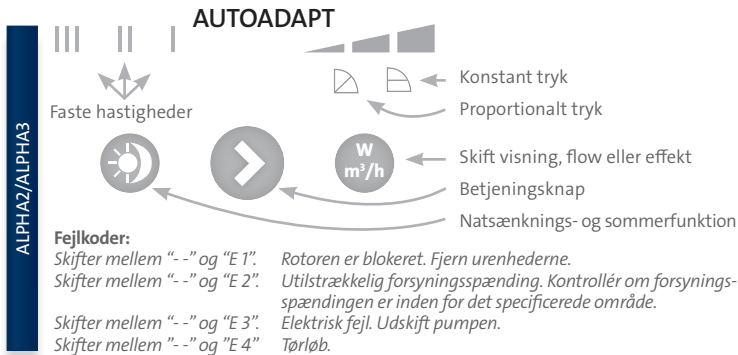 AUTOADAPT
III II I
Konstant tryk
Proportionalt tryk
Faste hastigheder
W
m³/h
Skift visning, flow eller effekt
Betjeningsknap
Natsænknings- og sommerfunktion
ALPHA2/ALPHA3
Fejlkoder:
Skifter mellem “- -” og “E 1”. Rotoren er blokeret. Fjern urenhederne.
Skifter mellem “- -” og “E 2”. Utilstrækkelig forsyningsspænding. Kontrollér om forsynings-
spændingen er inden for det specificerede område.
Skifter mellem “- -” og “E 3”. Elektrisk fejl. Udskift pumpen.
Skifter mellem ”- -” og ”E 4” Tørløb.